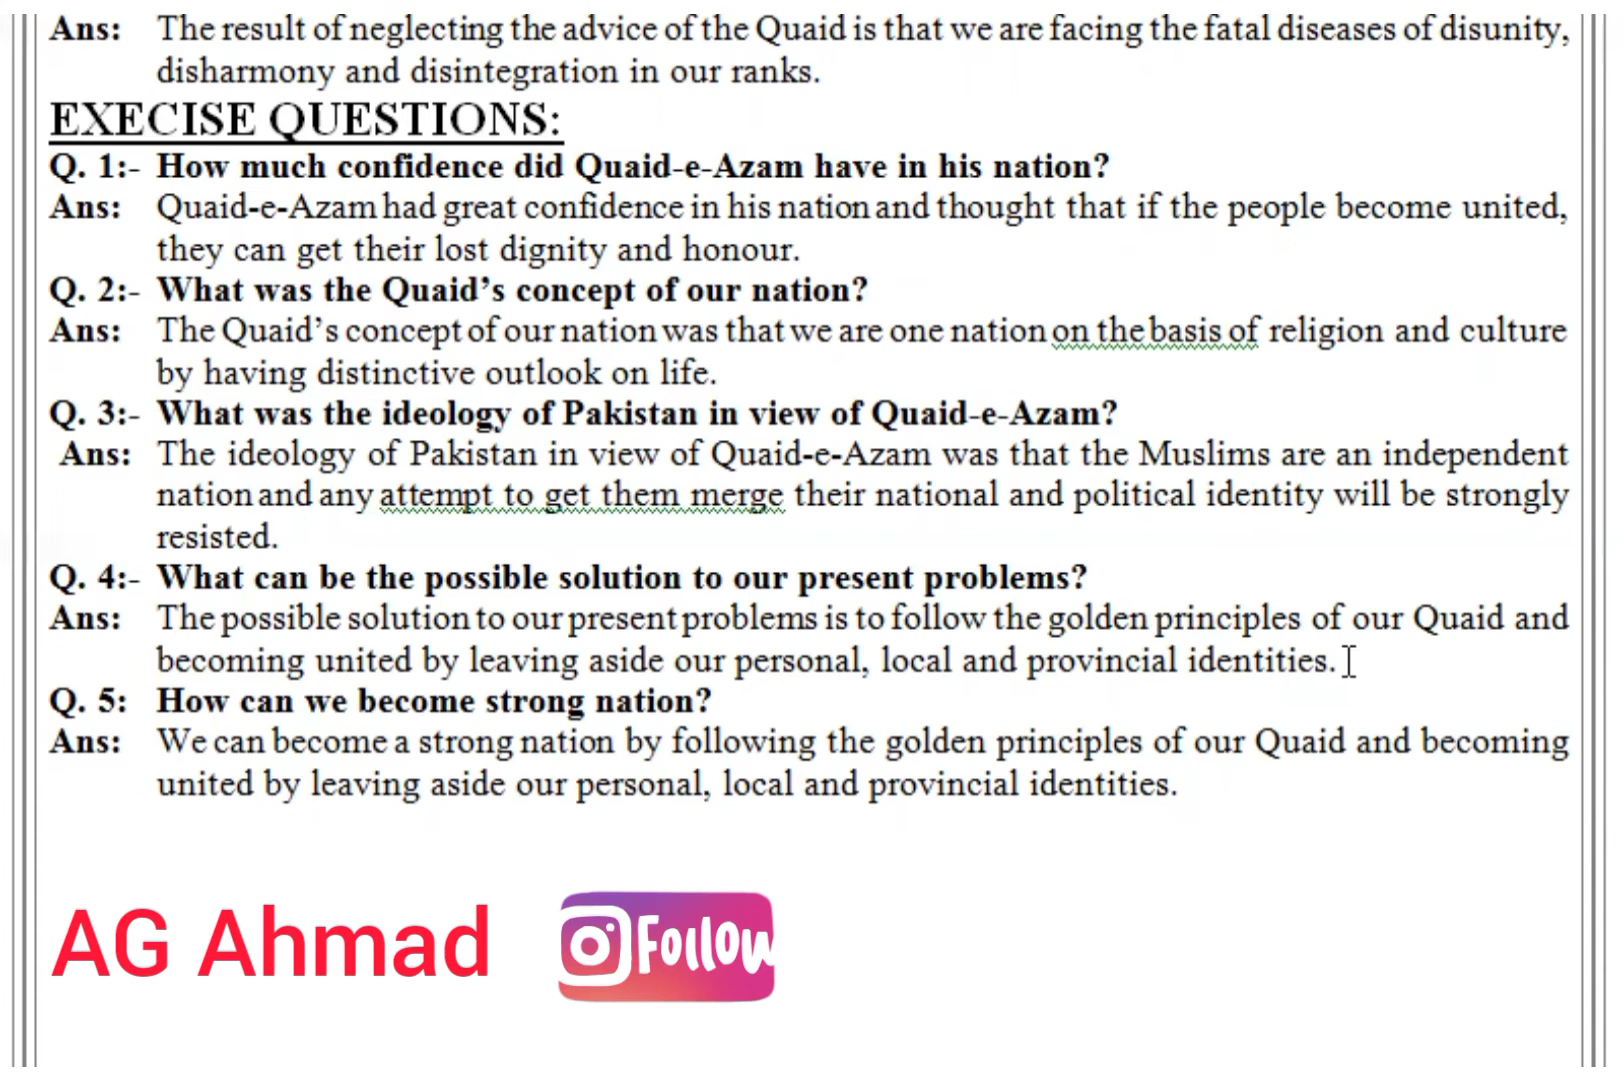 Ans: The result of neglecting the advice of the Quaid is that we are facing the fatal diseases of disunity,
disharmony and disintegration in our ranks.
EXECISE QUESTIONS:
Q. 1:- How much confidence did Quaid-e-Azam have in his nation?
Ans: Quaid-e-Azam had great confidence in his nation and thought that if the people become united,
they can get their lost dignity and honour.
Q. 2:- What was the Quaid’s concept of our nation?
Ans: The Quaid’s concept of our nation was that we are one nation on the basis of religion and culture
by having distinctive outlook on life.
Q. 3:- What was the ideology of Pakistan in view of Quaid-e-Azam?
Ans: The ideology of Pakistan in view of Quaid-e-Azam was that the Muslims are an independent
nation and any attempt to get them merge their national and political identity will be strongly
resisted.
Q. 4:- What can be the possible solution to our present problems?
Ans: The possible solution to our present problems is to follow the golden principles of our Quaid and
becoming united by leaving aside our personal, local and provincial identities.
Q. 5: How can we become strong nation?
Ans: We can become a strong nation by following the golden principles of our Quaid and becoming
united by leaving aside our personal, local and provincial identities.
AG Ahmad
Follow